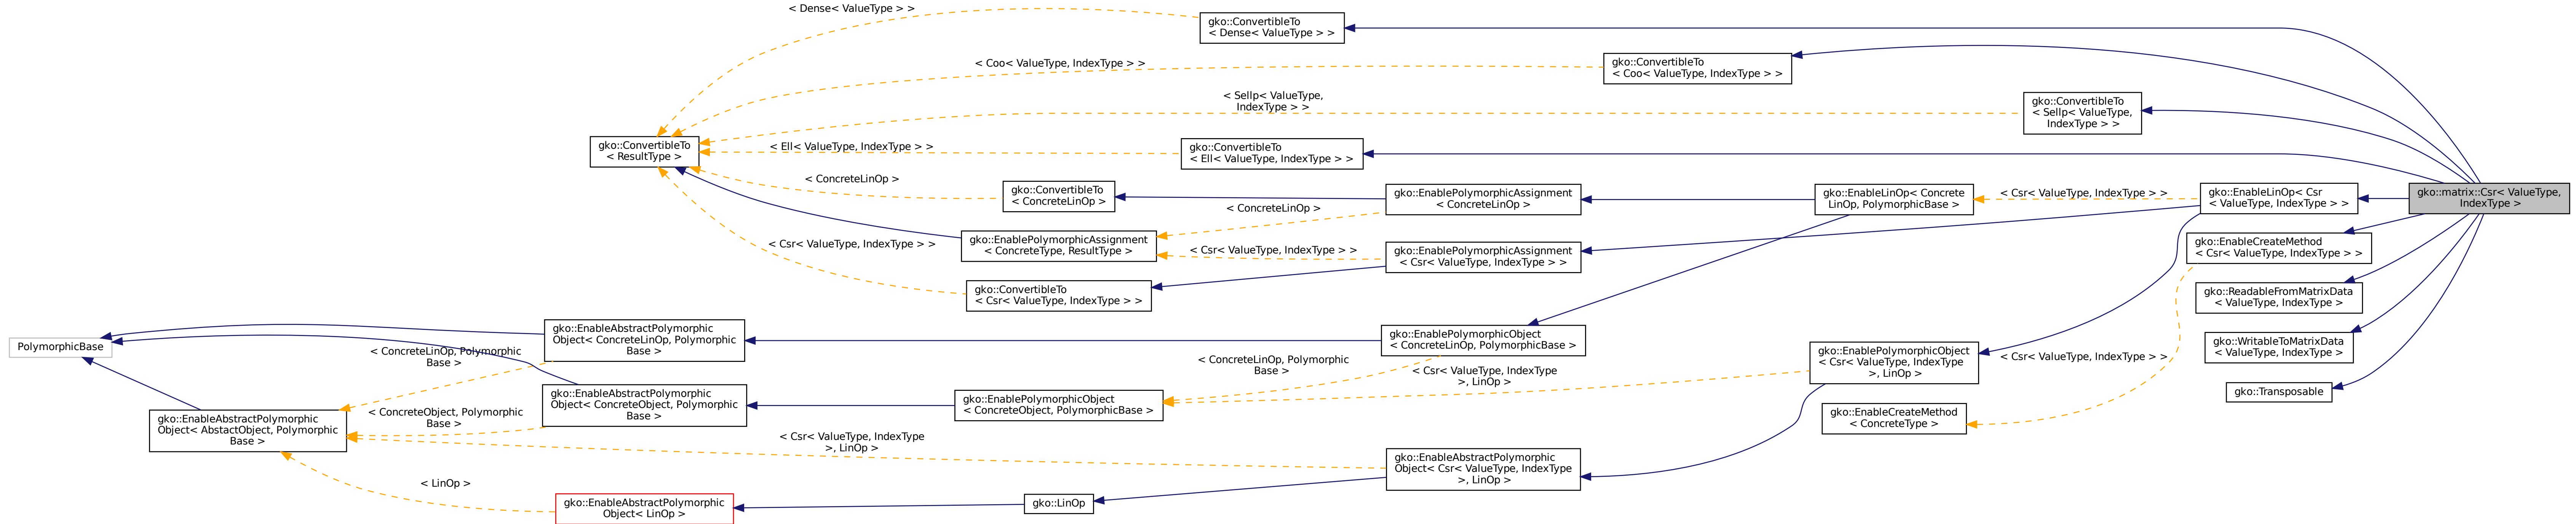 < Dense< ValueType > >
gko::ConvertibleTo
< Dense< ValueType > >
< Coo< ValueType, IndexType > >
gko::ConvertibleTo
< Coo< ValueType, IndexType > >
< Sellp< ValueType,
IndexType > >
gko::ConvertibleTo
< Sellp< ValueType,
IndexType > >
gko::ConvertibleTo
< ResultType >
< Ell< ValueType, IndexType > >
gko::ConvertibleTo
< Ell< ValueType, IndexType > >
< ConcreteLinOp >
gko::ConvertibleTo
< ConcreteLinOp >
gko::EnablePolymorphicAssignment
< ConcreteLinOp >
gko::EnableLinOp< Concrete
LinOp, PolymorphicBase >
< Csr< ValueType, IndexType > >
gko::EnableLinOp< Csr
< ValueType, IndexType > >
gko::matrix::Csr< ValueType,
IndexType >
< ConcreteLinOp >
< Csr< ValueType, IndexType > >
gko::EnablePolymorphicAssignment
< ConcreteType, ResultType >
< Csr< ValueType, IndexType > >
gko::EnablePolymorphicAssignment
< Csr< ValueType, IndexType > >
gko::EnableCreateMethod
< Csr< ValueType, IndexType > >
gko::ConvertibleTo
< Csr< ValueType, IndexType > >
gko::ReadableFromMatrixData
< ValueType, IndexType >
PolymorphicBase
gko::EnableAbstractPolymorphic
Object< ConcreteLinOp, Polymorphic
Base >
gko::EnablePolymorphicObject
< ConcreteLinOp, PolymorphicBase >
gko::WritableToMatrixData
< ValueType, IndexType >
< ConcreteLinOp, Polymorphic
Base >
< ConcreteLinOp, Polymorphic
Base >
< Csr< ValueType, IndexType
>, LinOp >
gko::EnablePolymorphicObject
< Csr< ValueType, IndexType
>, LinOp >
< Csr< ValueType, IndexType > >
gko::Transposable
gko::EnableAbstractPolymorphic
Object< AbstactObject, Polymorphic
Base >
< ConcreteObject, Polymorphic
Base >
gko::EnableAbstractPolymorphic
Object< ConcreteObject, Polymorphic
Base >
gko::EnablePolymorphicObject
< ConcreteObject, PolymorphicBase >
gko::EnableCreateMethod
< ConcreteType >
< Csr< ValueType, IndexType
>, LinOp >
gko::EnableAbstractPolymorphic
Object< Csr< ValueType, IndexType
>, LinOp >
< LinOp >
gko::EnableAbstractPolymorphic
Object< LinOp >
gko::LinOp